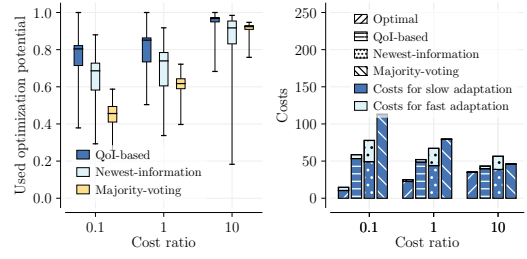 Used optimization potential
1.0
0.8
0.6
0.4
0.2
0.0
QoI-based
Newest-information
Majority-voting
0.1
1
10
Cost ratio
Costs
250
200
150
100
50
0
Optimal
QoI-based
Newest-information
Majority-voting
Costs for slow adaptation
Costs for fast adaptation
0.1
1
10
Cost ratio